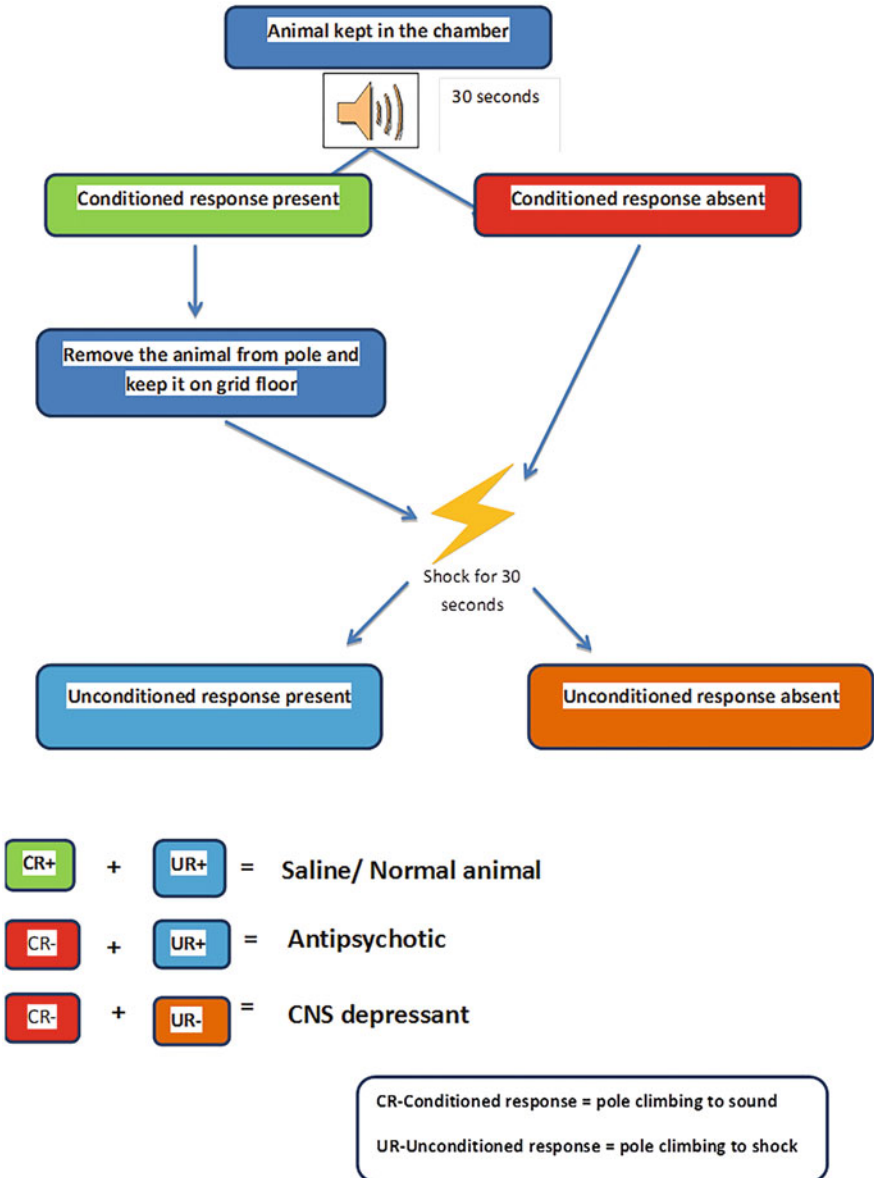 Animal kept in the chamber
30 seconds
Conditioned response present
Conditioned response absent
Remove the animal from pole and
keep it on grid floor
Shock for 30
seconds
Unconditioned response present
Unconditioned response absent
CR+ + UR+ = Saline/ Normal animal
CR- + UR+ = Antipsychotic
CR- + UR- = CNS depressant
CR-Conditioned response = pole climbing to sound
UR-Unconditioned response = pole climbing to shock